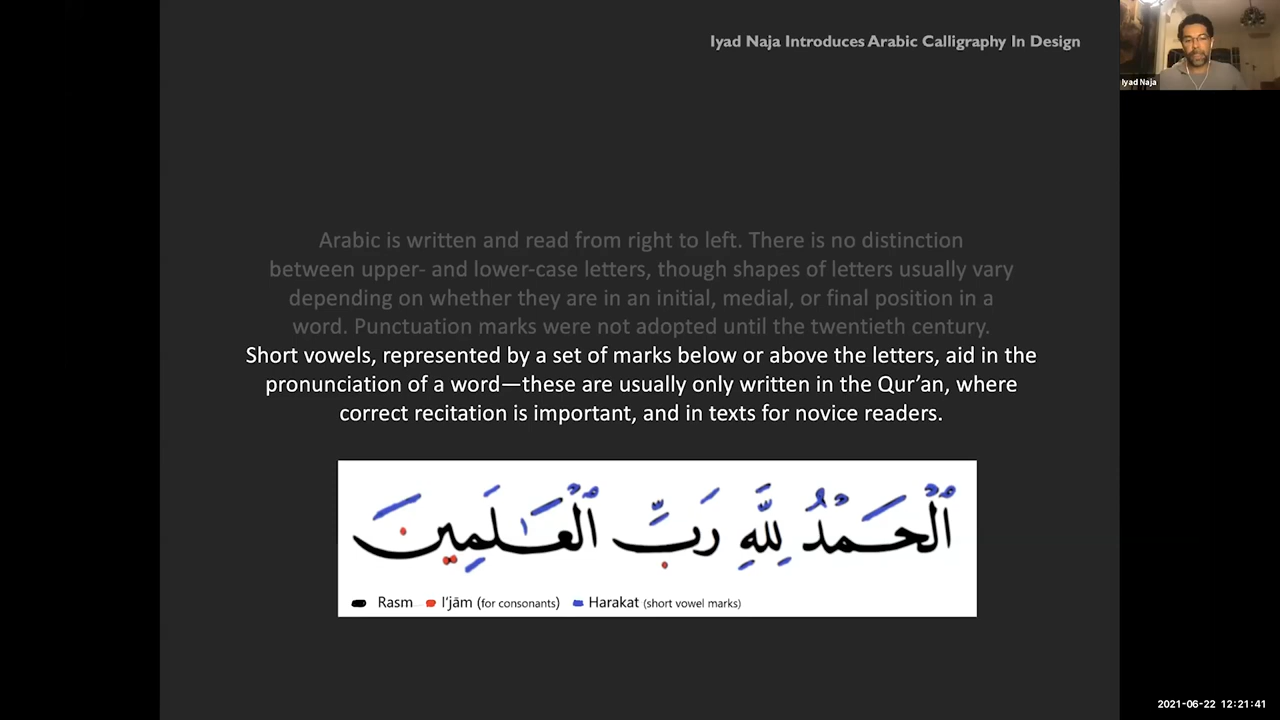 Iyad Naja Introduces Arabic Calligraphy In Design
Iyad Naja
Arabic is written and read from right to left. There is no distinction
between upper- and lower-case letters, though shapes of letters usually vary
depending on whether they are in an initial, medial, or final position in a
word. Punctuation marks were not adopted until the twentieth century.
Short vowels, represented by a set of marks below or above the letters, aid in the
pronunciation of a word—these are usually only written in the Qur’an, where
correct recitation is important, and in texts for novice readers.
ٱلْحَمْدُ لِلَّهِ رَبِّ ٱلْعَـٰلَمِينَ
Rasm I’jām (for consonants) Harakat (short vowel marks)
2021-06-22 12:21:41